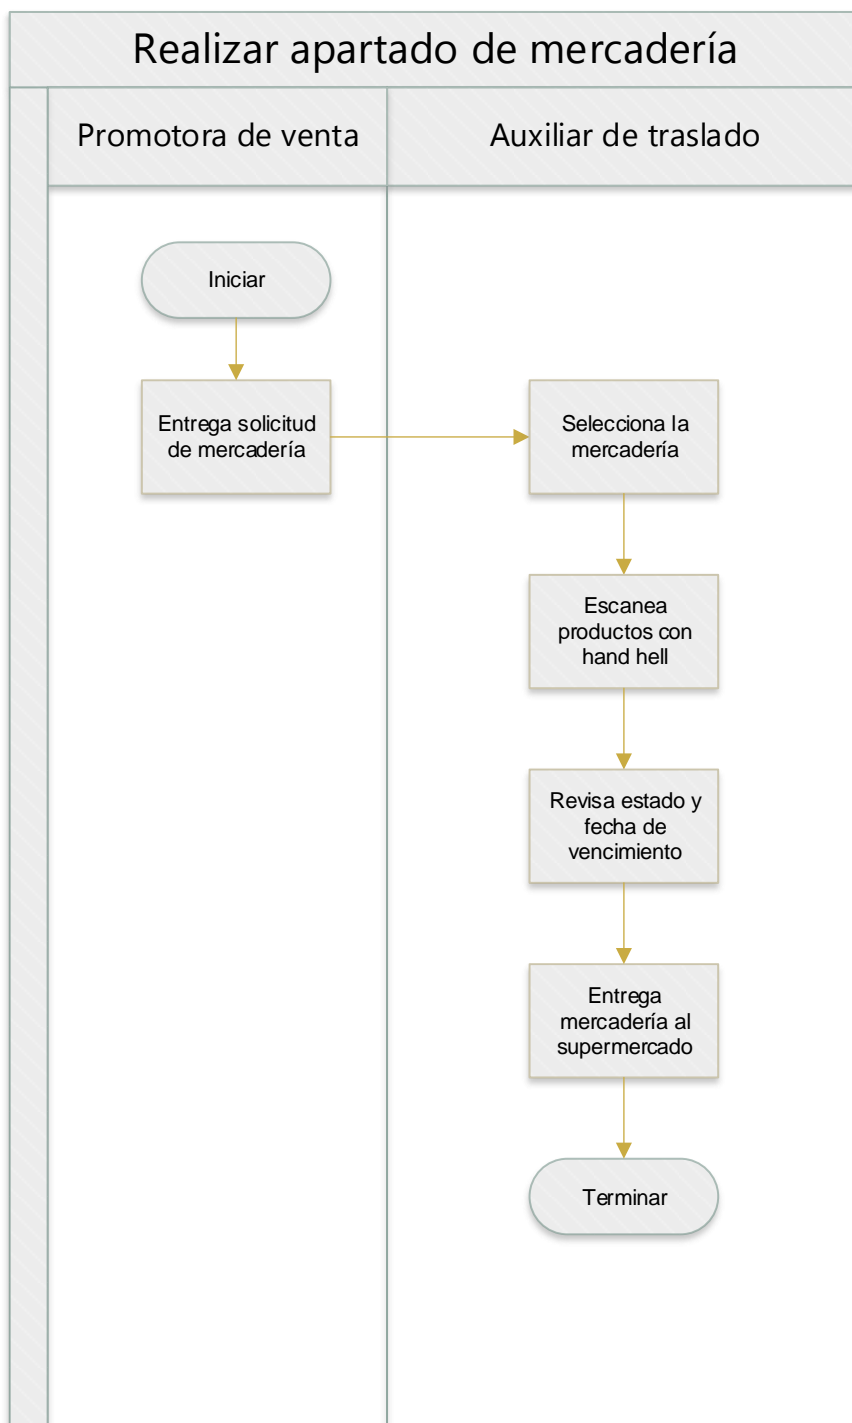 Realizar apartado de mercadería
Promotora de venta
Auxiliar de traslado
Iniciar
Entrega solicitud
de mercadería
Selecciona la
mercadería
Escanea
productos con
hand hell
Revisa estado y
fecha de
vencimiento
Entrega
mercadería al
supermercado
Terminar